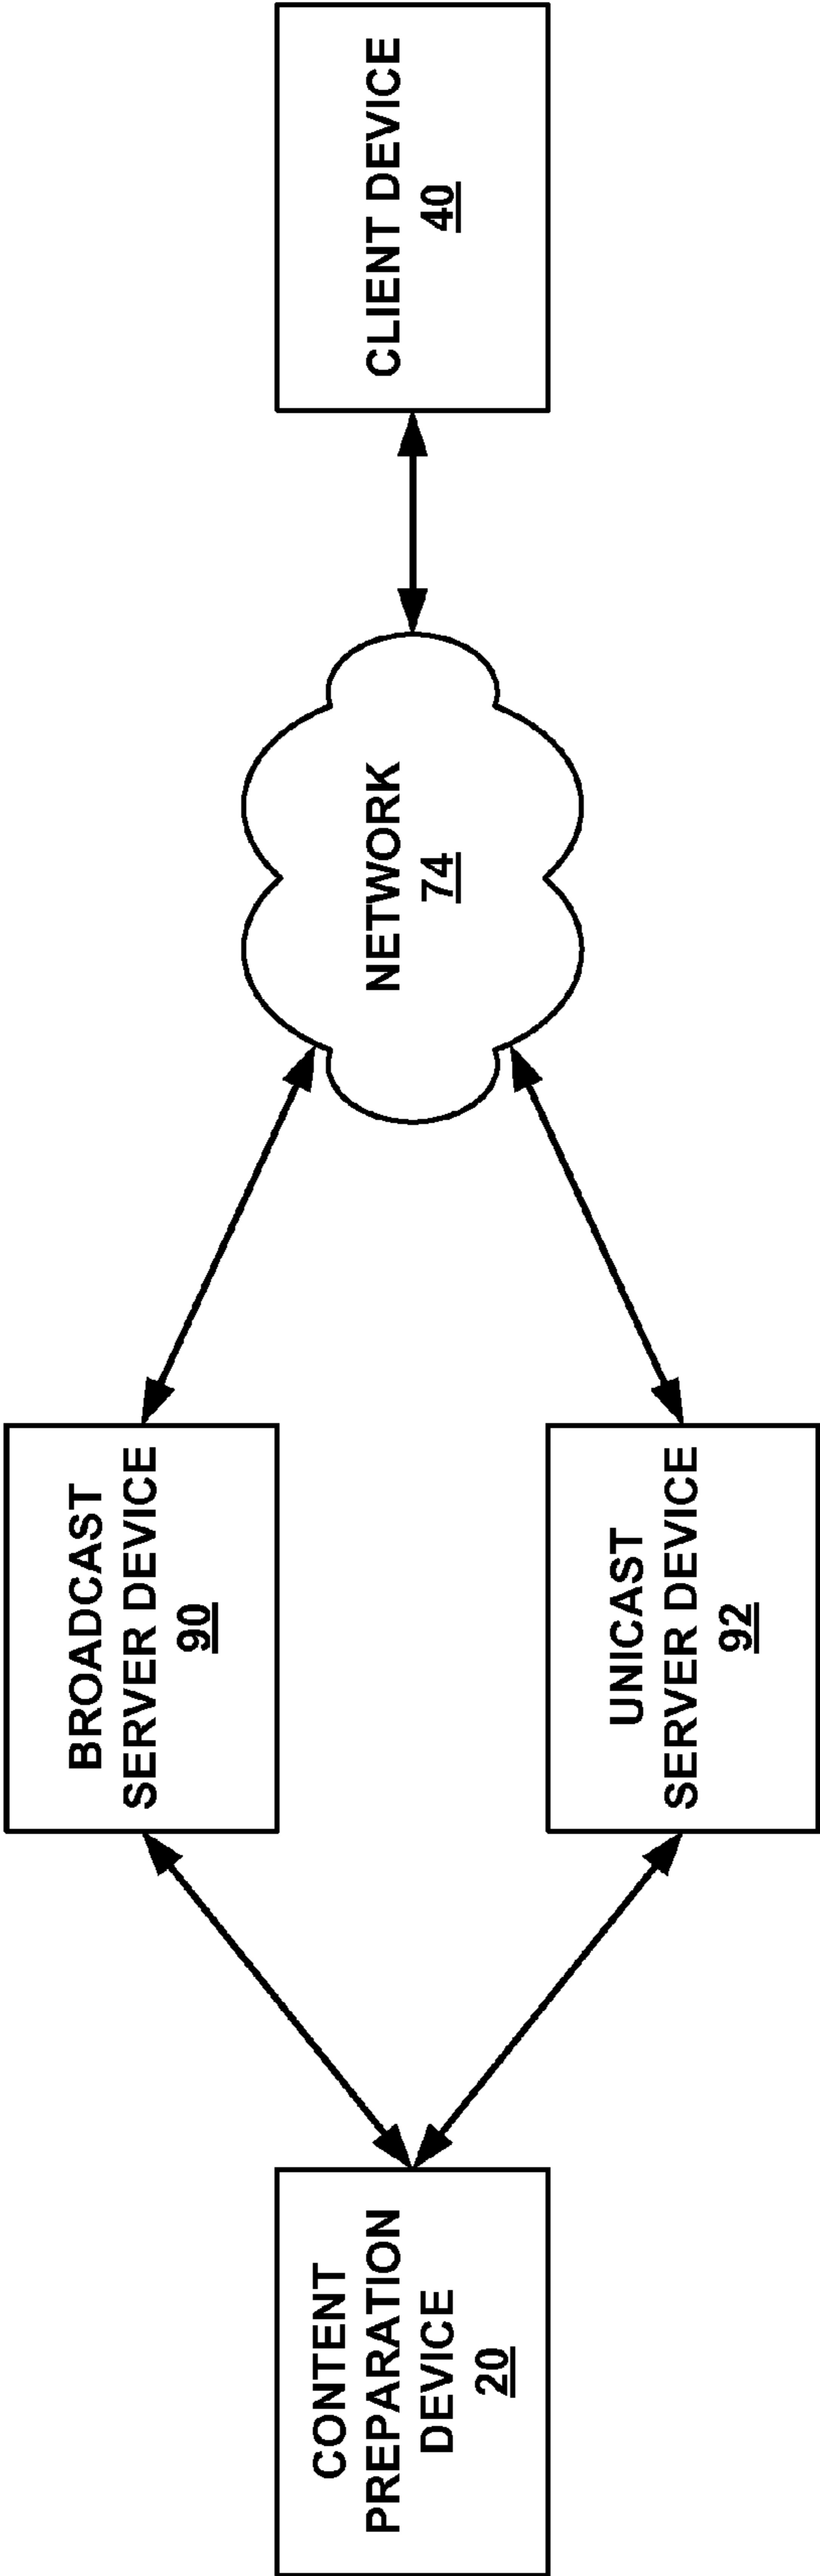 CONTENT
PREPARATION
DEVICE
20
BROADCAST
SERVER DEVICE
90
UNICAST
SERVER DEVICE
92
NETWORK
74
CLIENT DEVICE
40